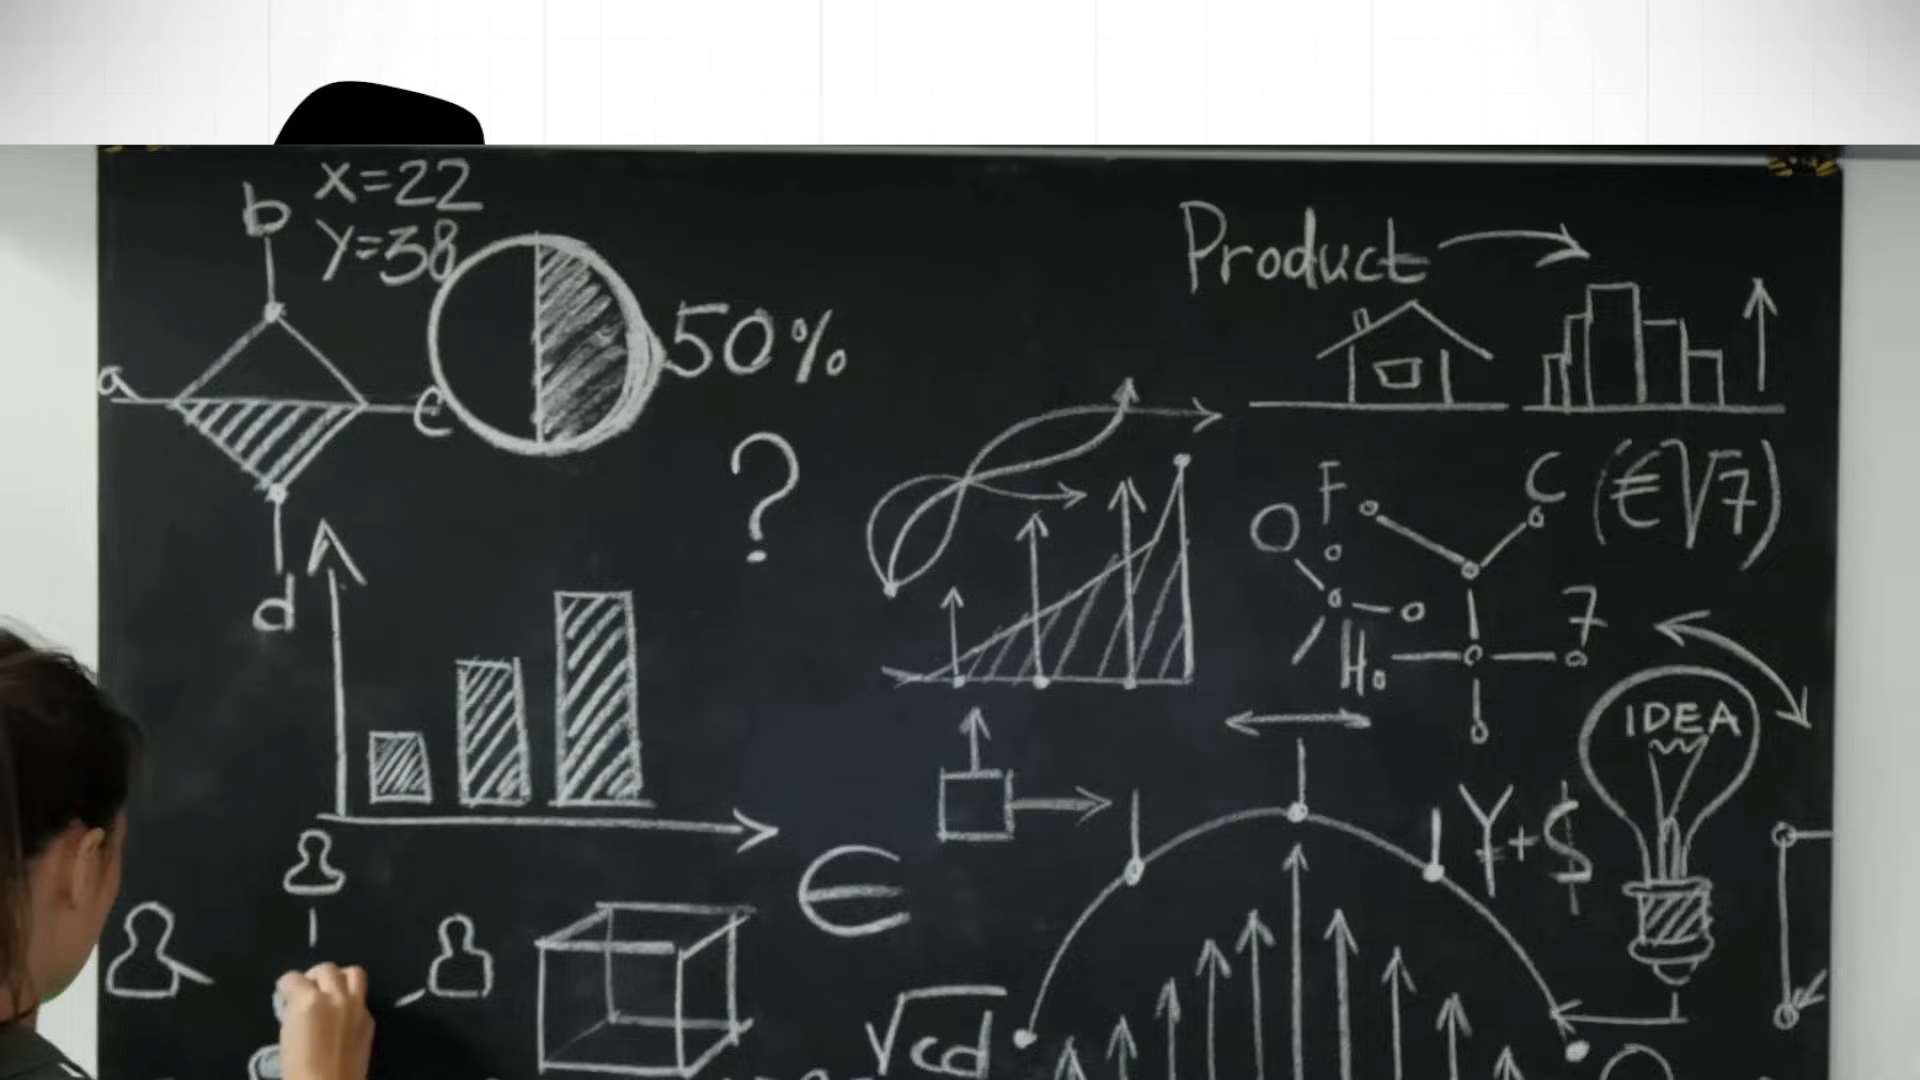 X=22
Y=38
b
a
c
d
50%
?
Product
F
C
O
(€√7)
7
H
IDEA
¥+$
€
√cd